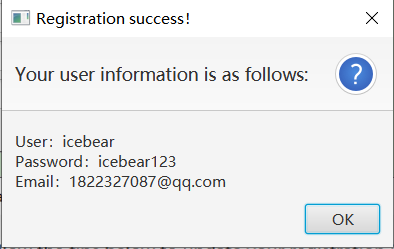 Registration success!
Your user information is as follows:
?
User：icebear
Password：icebear123
Email：1822327087@qq.com
OK